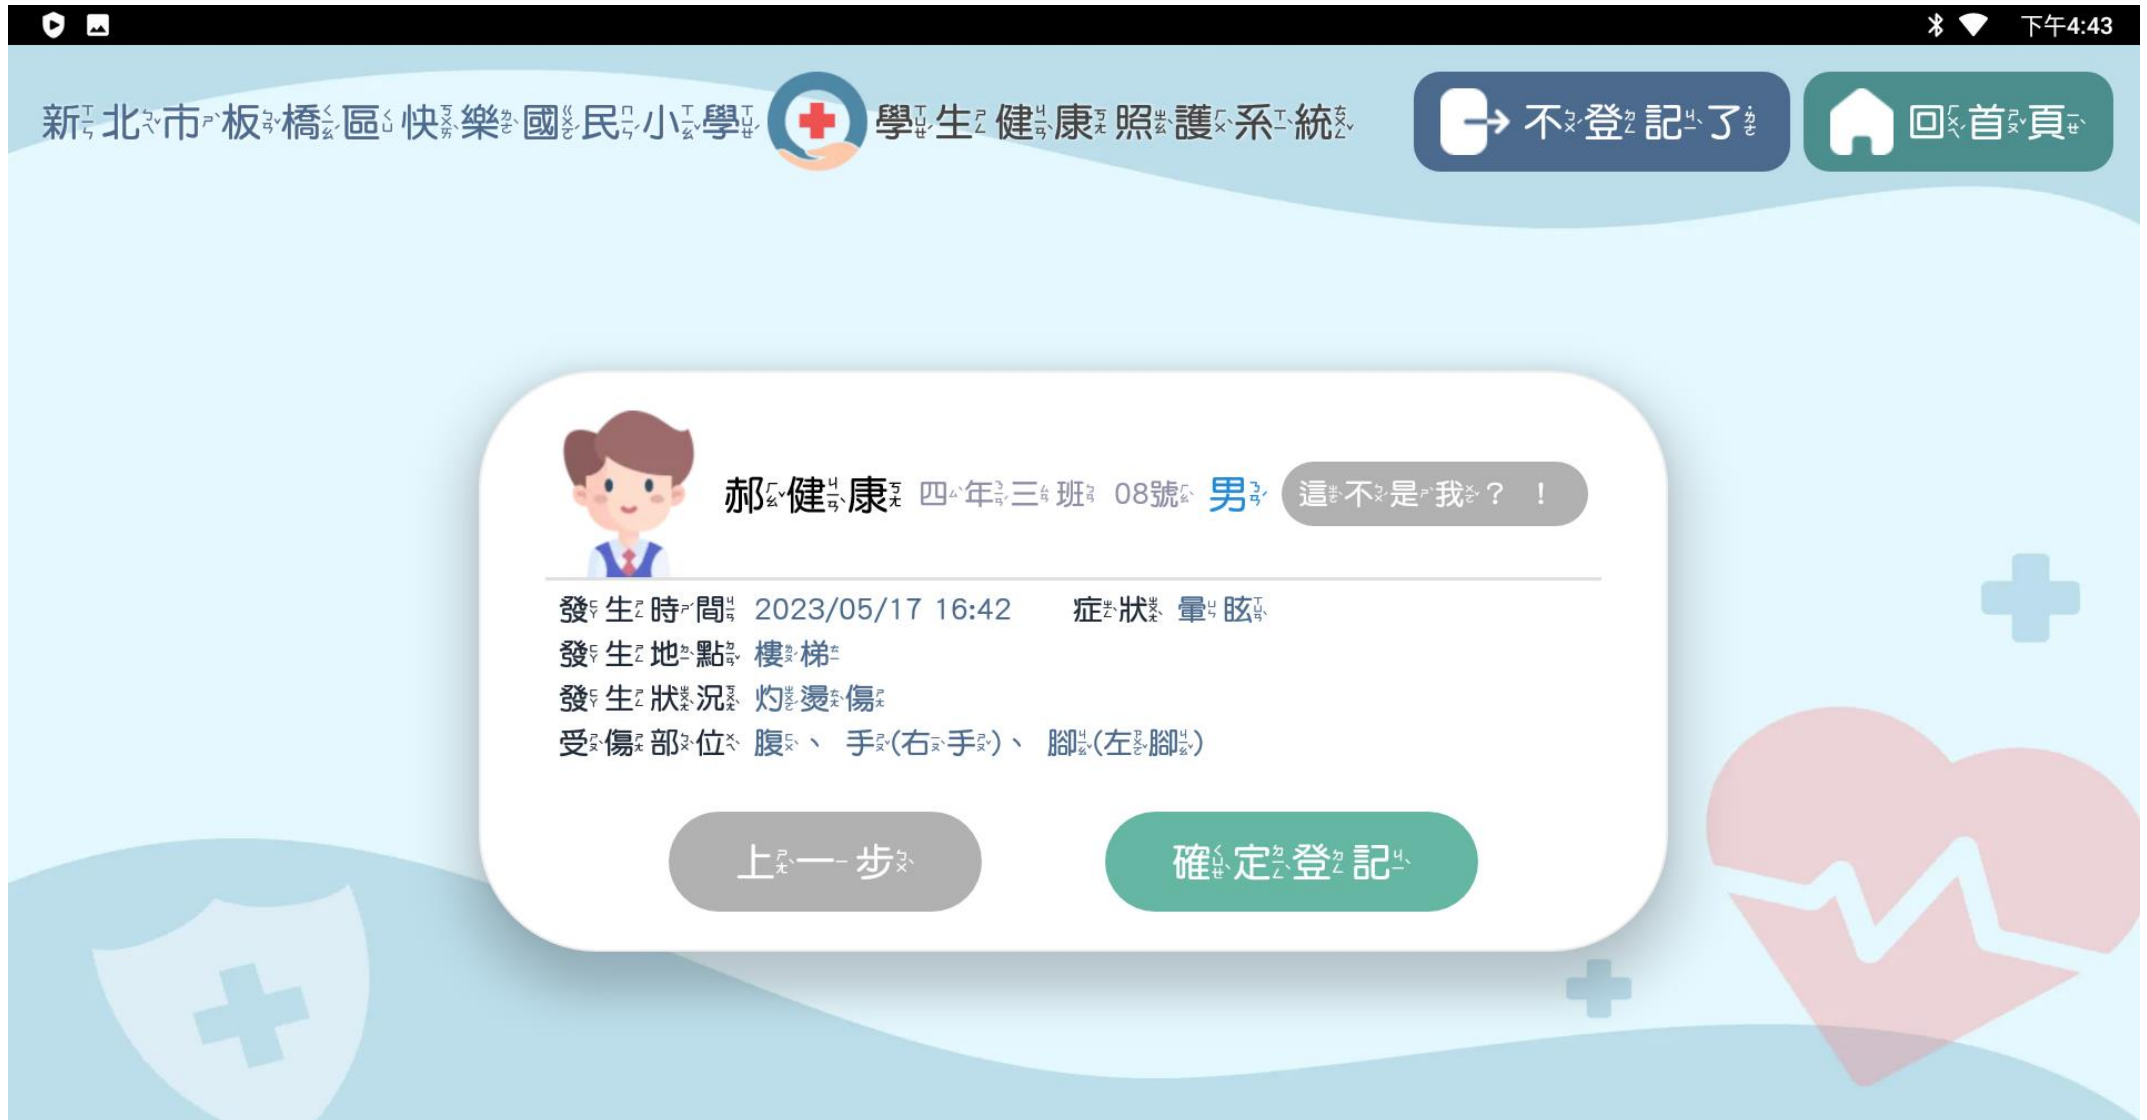 下午4:43
新北市板橋區快樂國民小學 學生健康照護系統 不登記了 回首頁
郝健康 四年三班 08號 男 這不是我? !
發生時間 2023/05/17 16:42 症狀 暈眩
發生地點 樓梯
發生狀況 灼燙傷
受傷部位 腹、 手(右手)、 腳(左腳)
上一步 確定登記